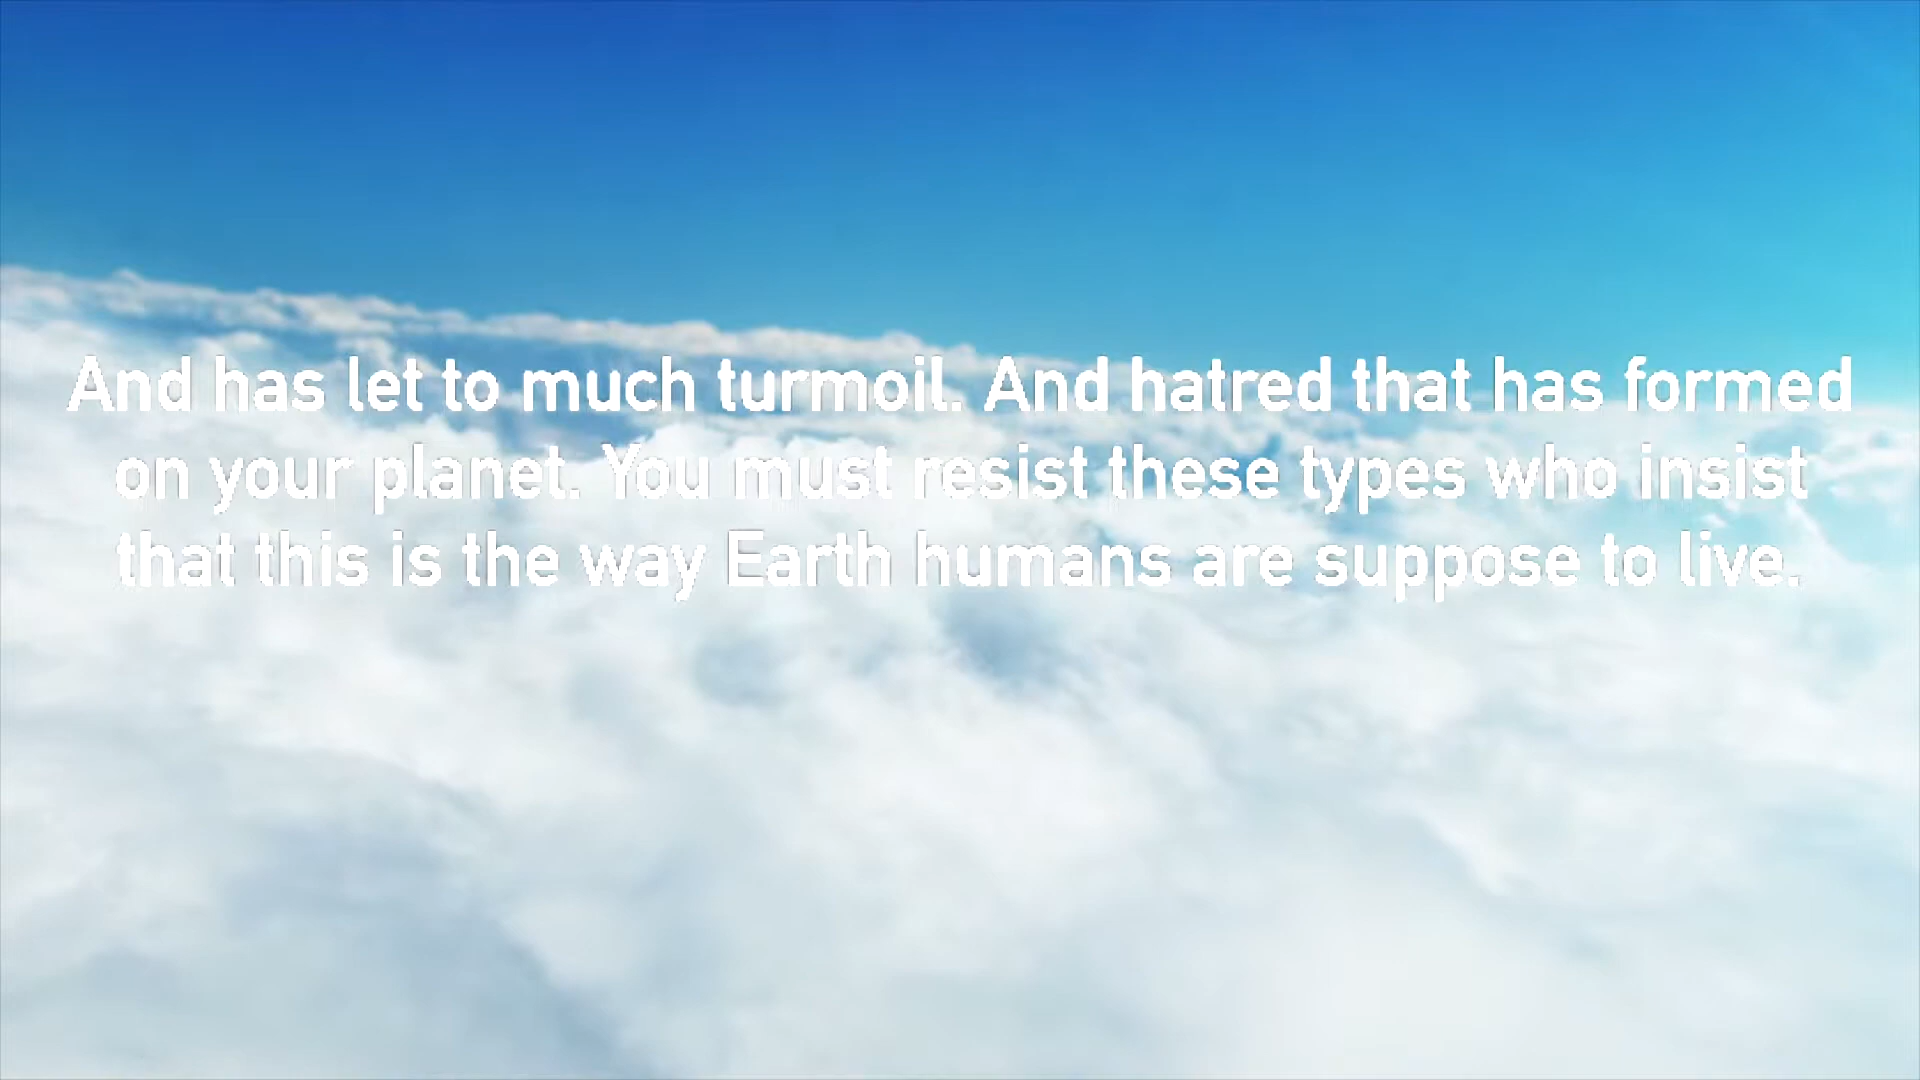 And has let to much turmoil. And hatred that has formed
on your planet. You must resist these types who insist
that this is the way Earth humans are suppose to live.